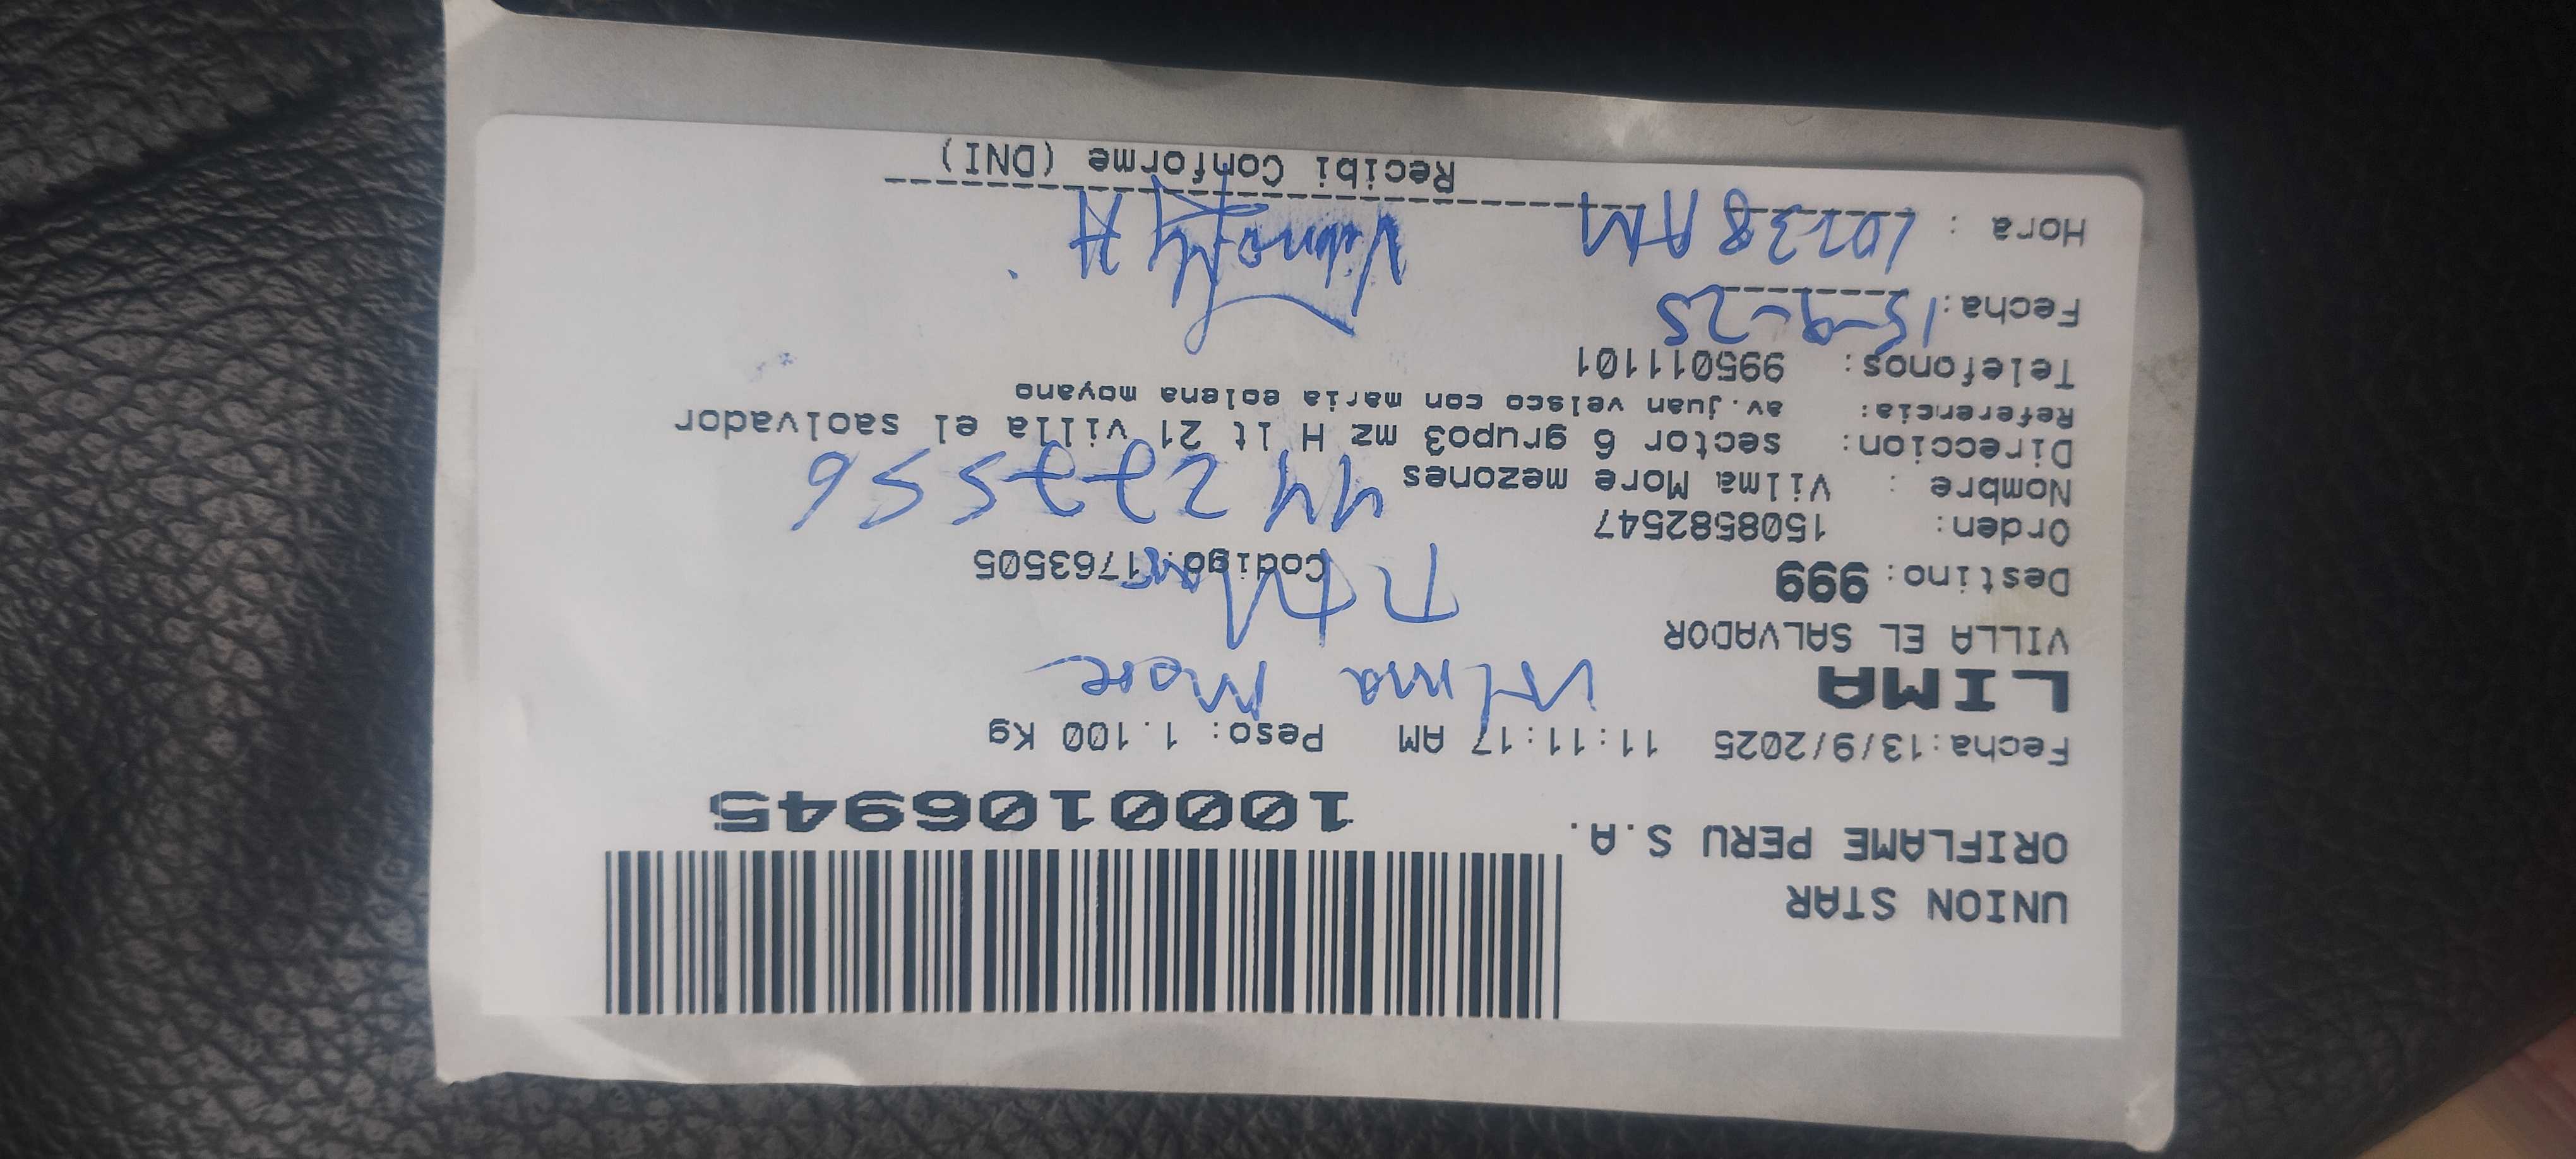 UNION STAR
ORIFLAME PERU S.A.
1000106945
Fecha:13/9/2025 11:11:17 AM Peso: 1.100 Kg
LIMA
VILLA EL SALVADOR
Vilma More
Destino: 999
Codigo:1763505
Orden: 1508582547
Nombre : Vilma More mezones
44277556
Direccion: sector 6 grupo3 mz H lt 21 villa el saolvador
Referencia: av.juan velsco con maria eolena moyano
Telefonos: 995011101
Fecha: 15-9-25
Hora : 10:38 AM
Recibi Conforme (DNI)